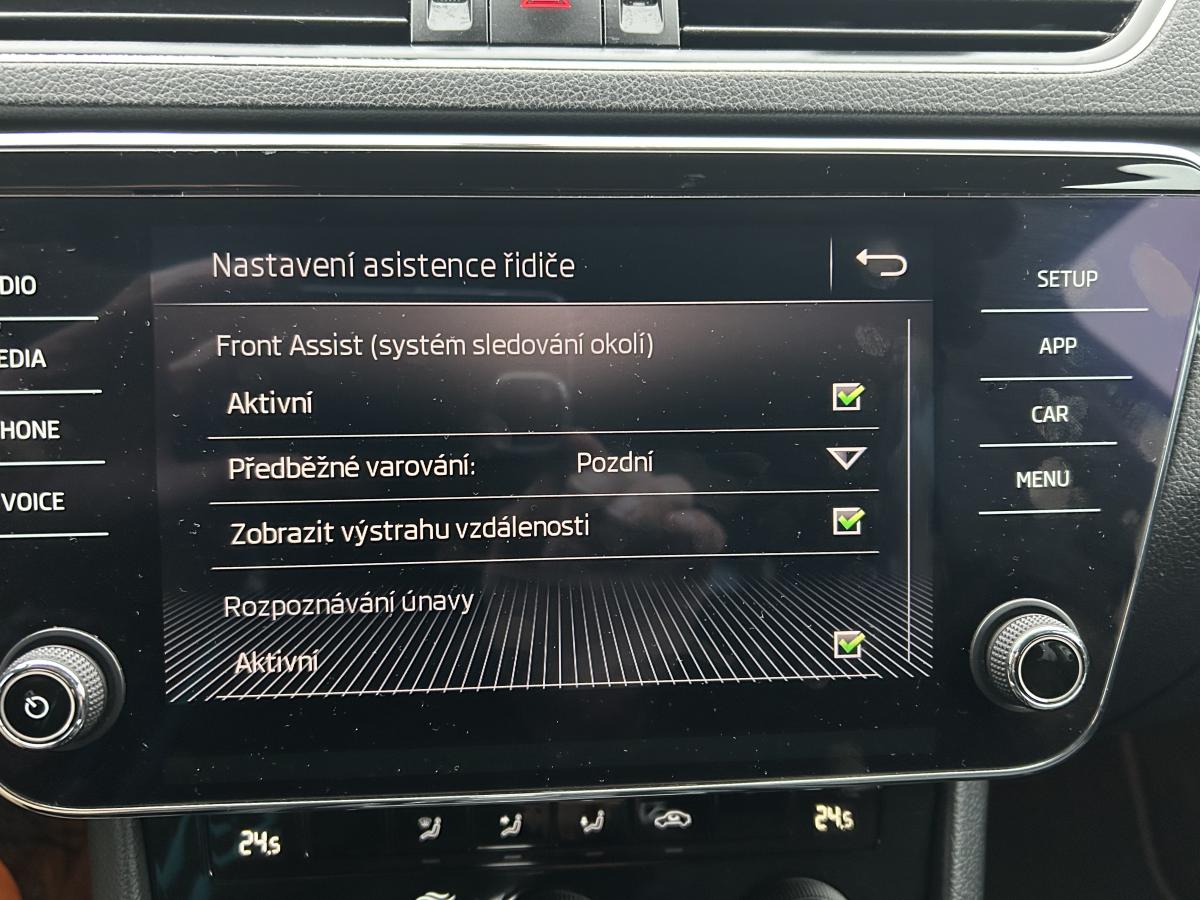 Nastavení asistence řidiče
Front Assist (systém sledování okolí)
Aktivní
Předběžné varování: Pozdní
Zobrazit výstrahu vzdálenosti
Rozpoznávání únavy
Aktivní
DIO
EDIA
HONE
VOICE
SETUP
APP
CAR
MENU
24.5
24.5